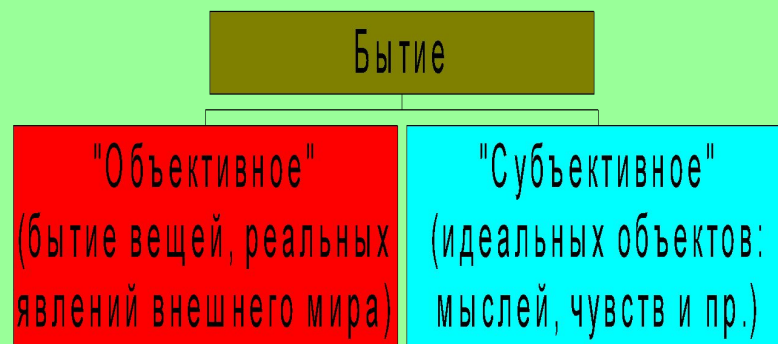 Бытие
"Объективное"
(бытие вещей, реальных
явлений внешнего мира)
"Субъективное"
(идеальных объектов:
мыслей, чувств и пр.)